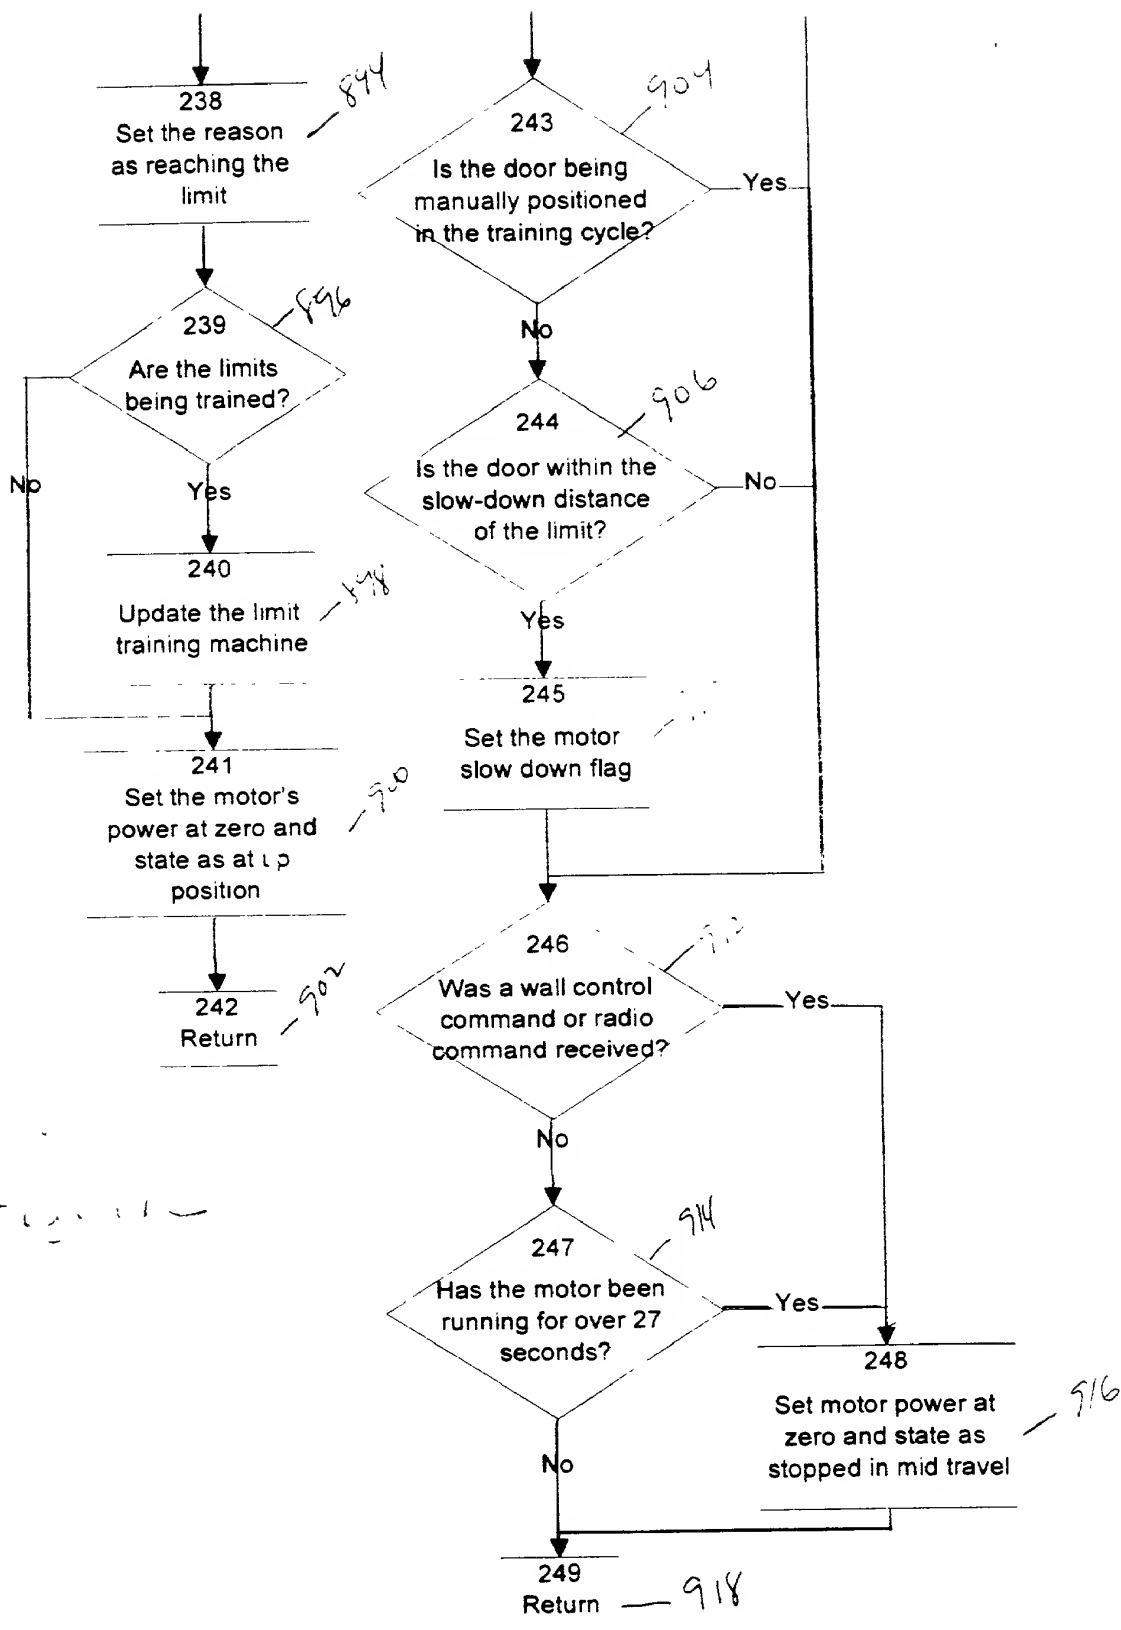 238
Set the reason
as reaching the
limit
894
239
Are the limits
being trained?
896
No
Yes
240
Update the limit
training machine
898
241
Set the motor's
power at zero and
state as at up
position
900
242
Return
902
243
Is the door being
manually positioned
in the training cycle?
904
Yes
No
244
Is the door within the
slow-down distance
of the limit?
906
No
Yes
245
Set the motor
slow down flag
246
Was a wall control
command or radio
command received?
Yes
No
247
Has the motor been
running for over 27
seconds?
914
Yes
No
248
Set motor power at
zero and state as
stopped in mid travel
916
249
Return
918